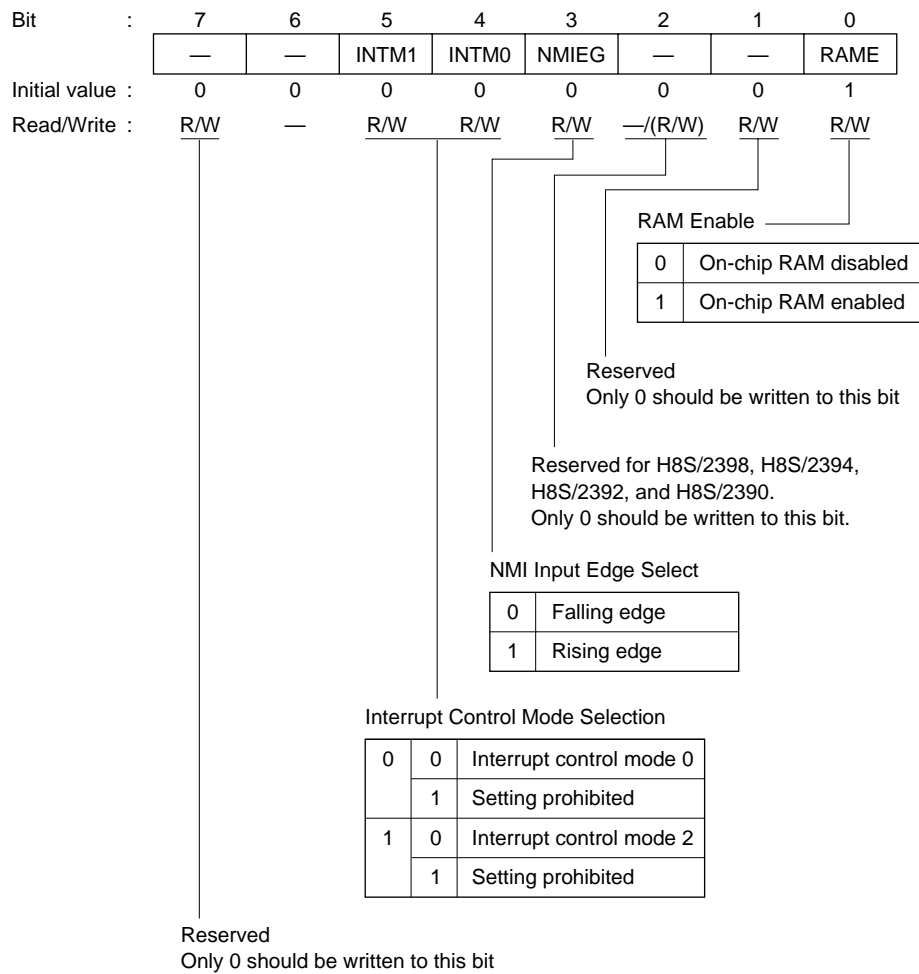 Bit : 7 6 5 4 3 2 1 0
— — INTM1 INTM0 NMIEG — — RAME
Initial value : 0 0 0 0 0 0 0 1
Read/Write : R/W — R/W R/W R/W —/(R/W) R/W R/W
RAM Enable
0 On-chip RAM disabled
1 On-chip RAM enabled
Reserved
Only 0 should be written to this bit
Reserved for H8S/2398, H8S/2394,
H8S/2392, and H8S/2390.
Only 0 should be written to this bit.
NMI Input Edge Select
0 Falling edge
1 Rising edge
Interrupt Control Mode Selection
0 0 Interrupt control mode 0
1 Setting prohibited
1 0 Interrupt control mode 2
1 Setting prohibited
Reserved
Only 0 should be written to this bit